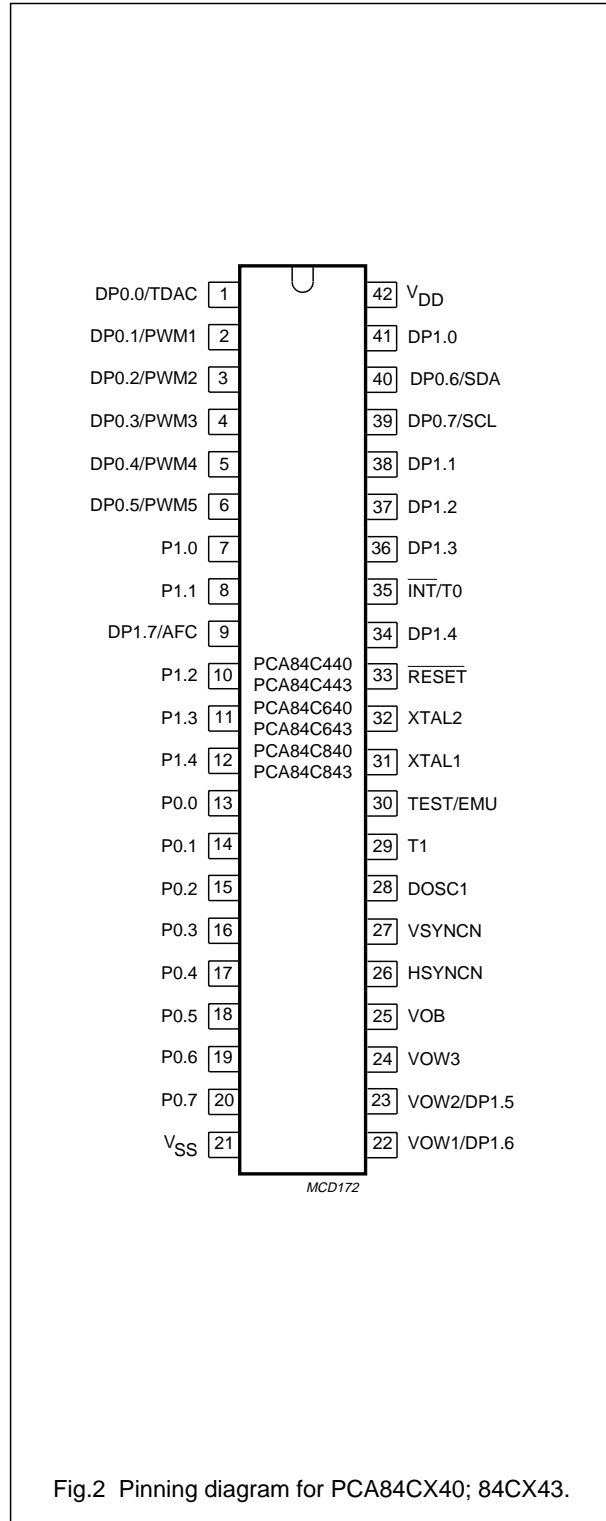 DP0.0/TDAC 1 42 VDD
DP0.1/PWM1 2 41 DP1.0
DP0.2/PWM2 3 40 DP0.6/SDA
DP0.3/PWM3 4 39 DP0.7/SCL
DP0.4/PWM4 5 38 DP1.1
DP0.5/PWM5 6 37 DP1.2
P1.0 7 36 DP1.3
P1.1 8 35 INT/T0
DP1.7/AFC 9 34 DP1.4
P1.2 10 PCA84C440 33 RESET
PCA84C443
P1.3 11 PCA84C640 32 XTAL2
PCA84C643
P1.4 12 PCA84C840 31 XTAL1
PCA84C843
P0.0 13 30 TEST/EMU
P0.1 14 29 T1
P0.2 15 28 DOSC1
P0.3 16 27 VSYNCN
P0.4 17 26 HSYNCN
P0.5 18 25 VOB
P0.6 19 24 VOW3
P0.7 20 23 VOW2/DP1.5
VSS 21 22 VOW1/DP1.6
MCD172
Fig.2 Pinning diagram for PCA84CX40; 84CX43.